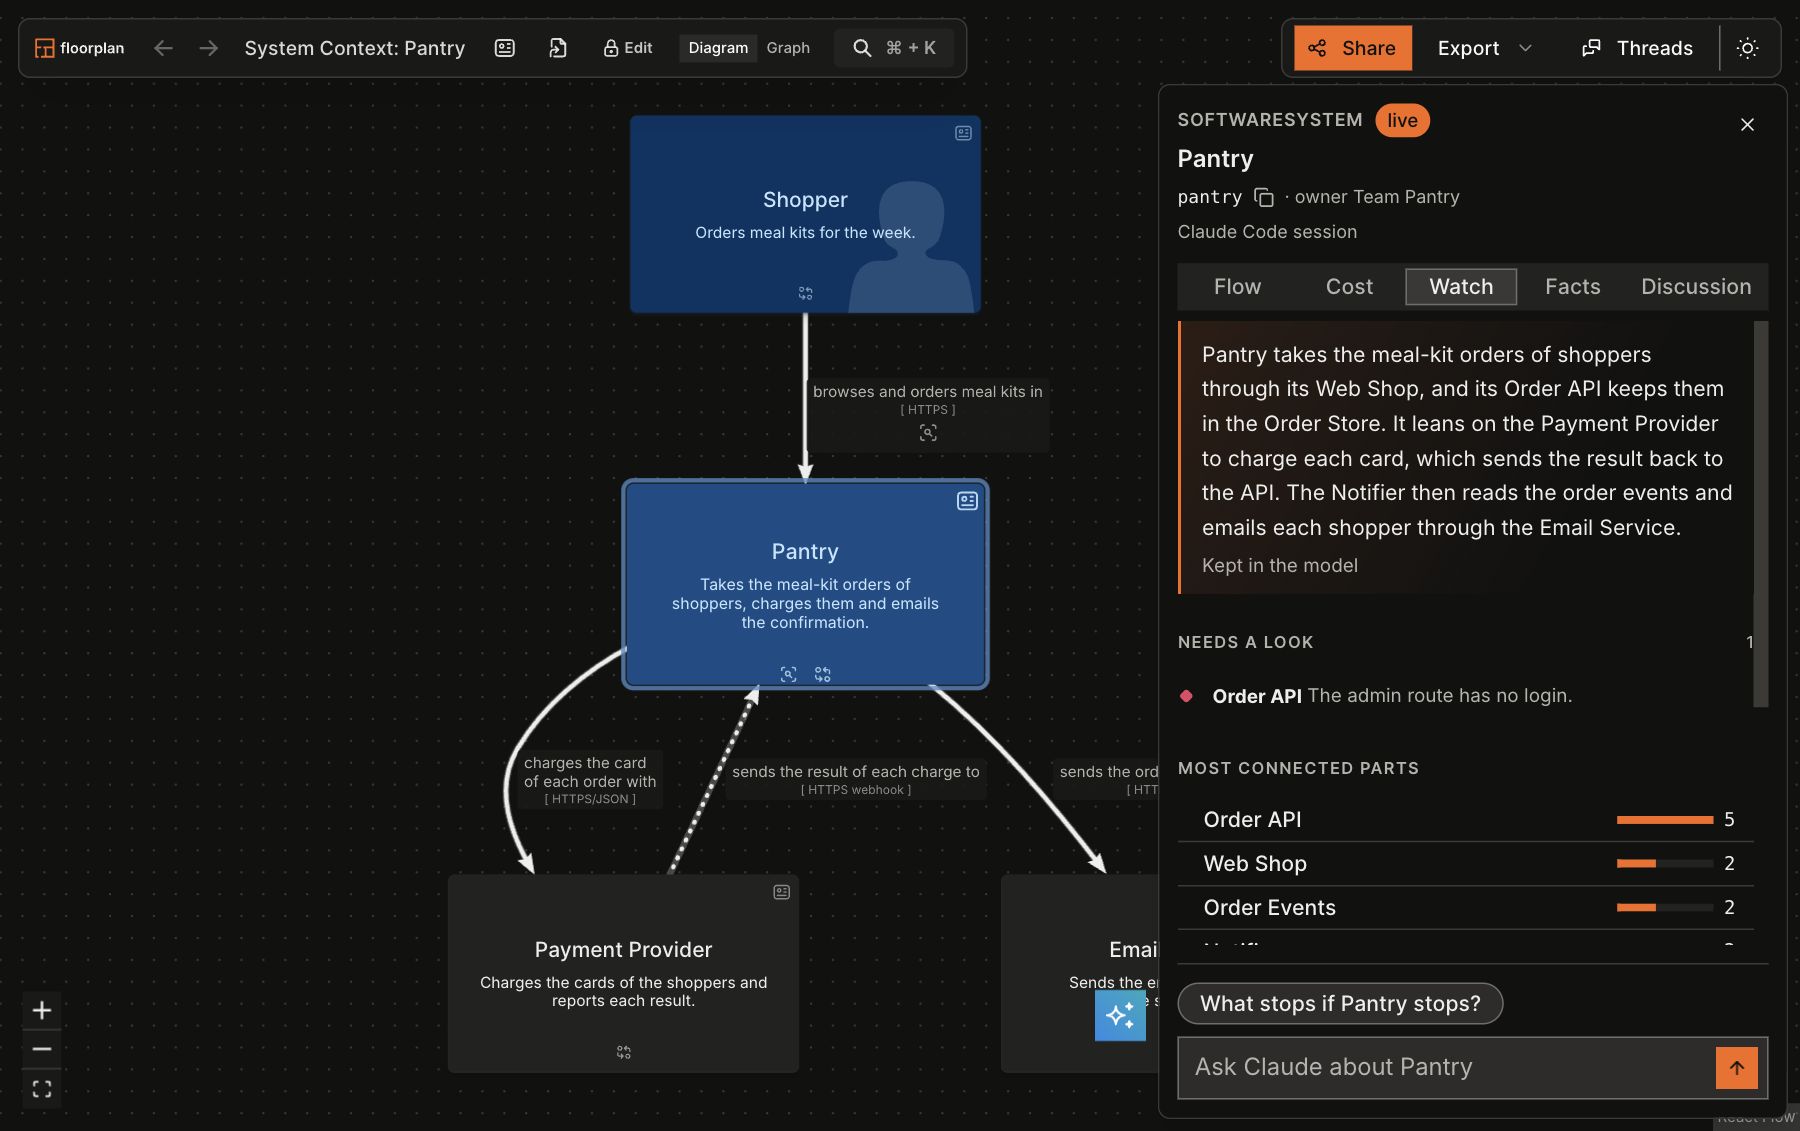 floorplan
System Context: Pantry
Edit
Diagram
Graph
⌘ + K
Share
Export
Threads
Shopper
Orders meal kits for the week.
browses and orders meal kits in
[ HTTPS ]
Pantry
Takes the meal-kit orders of
shoppers, charges them and emails
the confirmation.
charges the card
of each order with
[ HTTPS/JSON ]
sends the result of each charge to
[ HTTPS webhook ]
sends the ord
[ HTT
Payment Provider
Charges the cards of the shoppers and
reports each result.
Email
Sends the
SOFTWARESYSTEM
live
Pantry
pantry · owner Team Pantry
Claude Code session
Flow
Cost
Watch
Facts
Discussion
Pantry takes the meal-kit orders of shoppers
through its Web Shop, and its Order API keeps them
in the Order Store. It leans on the Payment Provider
to charge each card, which sends the result back to
the API. The Notifier then reads the order events and
emails each shopper through the Email Service.
Kept in the model
NEEDS A LOOK 1
Order API The admin route has no login.
MOST CONNECTED PARTS
Order API 5
Web Shop 2
Order Events 2
What stops if Pantry stops?
Ask Claude about Pantry
React Flow